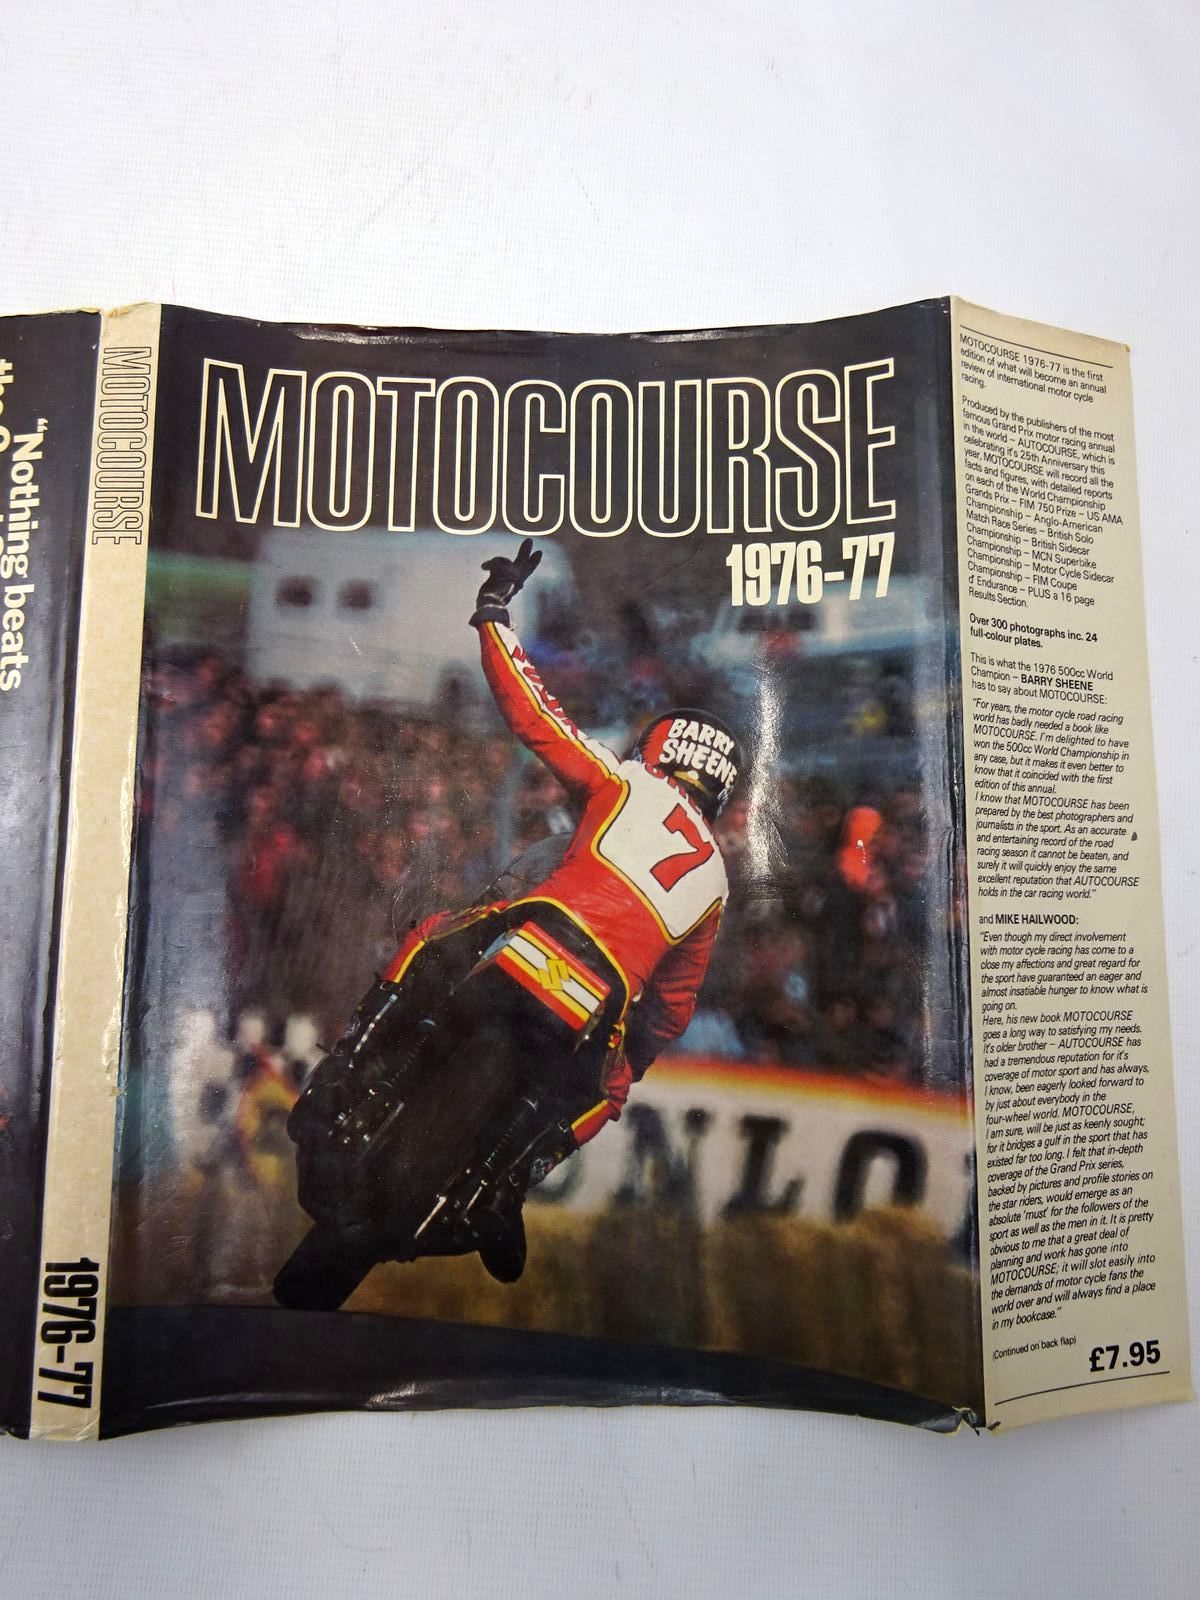 "Nothing beats
MOTOCOURSE
1976-77
MOTOCOURSE
1976-77
BARRY
SHEENE
7
NLO
MOTOCOURSE 1976-77 is the first
edition of what will become an annual
review of international motor cycle
racing.
Produced by the publishers of the most
famous Grand Prix motor racing annual
in the world – AUTOCOURSE, which is
celebrating it's 25th Anniversary this
year, MOTOCOURSE will record all the
facts and figures, with detailed reports
on each of the World Championship
Grands Prix – FIM 750 Prize – US AMA
Championship – Anglo-American
Match Race Series – British Solo
Championship – British Sidecar
Championship – MCN Superbike
Championship – Motor Cycle Sidecar
Championship – FIM Coupe
d' Endurance – PLUS a 16 page
Results Section.
Over 300 photographs inc. 24
full-colour plates.
This is what the 1976 500cc World
Champion – BARRY SHEENE
has to say about MOTOCOURSE:
"For years, the motor cycle road racing
world has badly needed a book like
MOTOCOURSE. I'm delighted to have
won the 500cc World Championship in
any case, but it makes it even better to
know that it coincided with the first
edition of this annual.
I know that MOTOCOURSE has been
prepared by the best photographers and
journalists in the sport. As an accurate
and entertaining record of the road
racing season it cannot be beaten, and
surely it will quickly enjoy the same
excellent reputation that AUTOCOURSE
holds in the car racing world."
and MIKE HAILWOOD:
"Even though my direct involvement
with motor cycle racing has come to a
close my affections and great regard for
the sport have guaranteed an eager and
almost insatiable hunger to know what is
going on.
Here, his new book MOTOCOURSE
goes a long way to satisfying my needs.
It's older brother – AUTOCOURSE has
had a tremendous reputation for it's
coverage of motor sport and has always,
I know, been eagerly looked forward to
by just about everybody in the
four-wheel world. MOTOCOURSE,
I am sure, will be just as keenly sought;
for it bridges a gulf in the sport that has
existed far too long. I felt that in-depth
coverage of the Grand Prix series,
backed by pictures and profile stories on
the star riders, would emerge as an
absolute 'must' for the followers of the
sport as well as the men in it. It is pretty
obvious to me that a great deal of
planning and work has gone into
MOTOCOURSE; it will slot easily into
the demands of motor cycle fans the
world over and will always find a place
in my bookcase."
(Continued on back flap)
£7.95